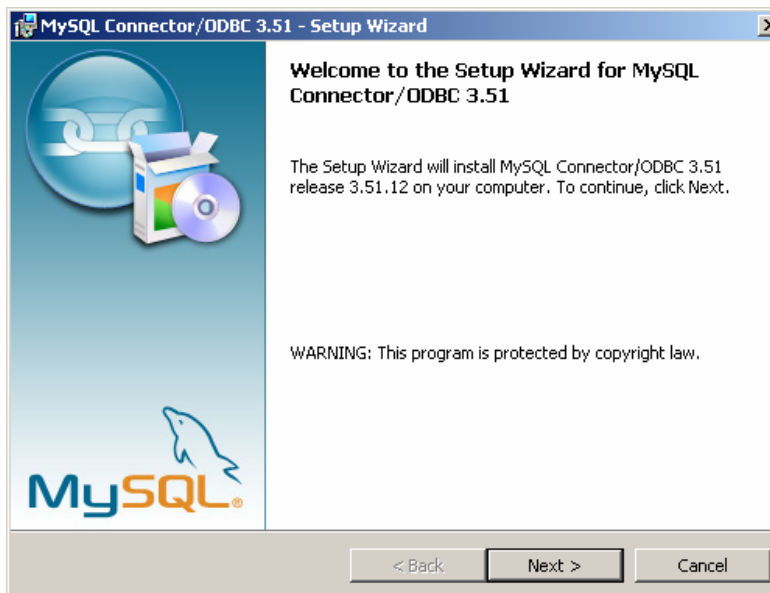 MySQL Connector/ODBC 3.51 - Setup Wizard
Welcome to the Setup Wizard for MySQL
Connector/ODBC 3.51
The Setup Wizard will install MySQL Connector/ODBC 3.51
release 3.51.12 on your computer. To continue, click Next.
WARNING: This program is protected by copyright law.
MySQL®
< Back
Next >
Cancel